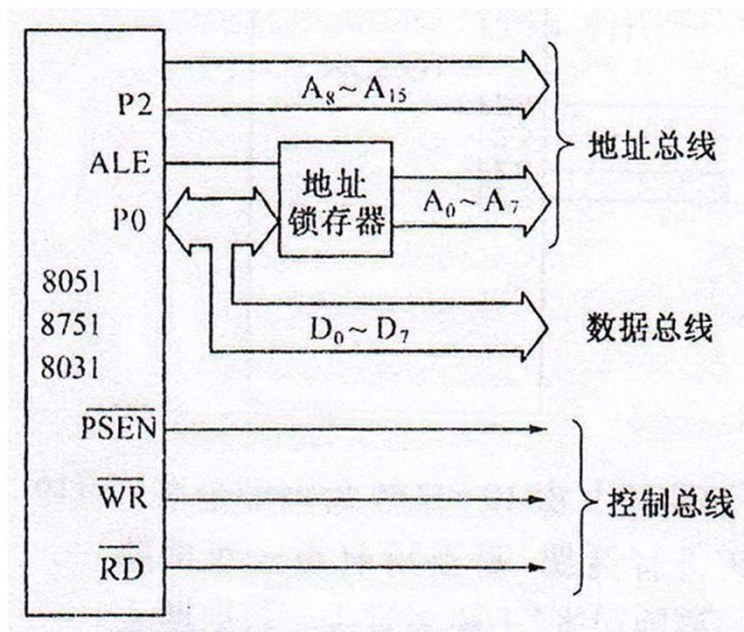 P2
A₈~A₁₅
地址总线
ALE
地址
锁存器
P0
A₀~A₇
8051
8751
8031
D₀~D₇
数据总线
PSEN
WR
控制总线
RD